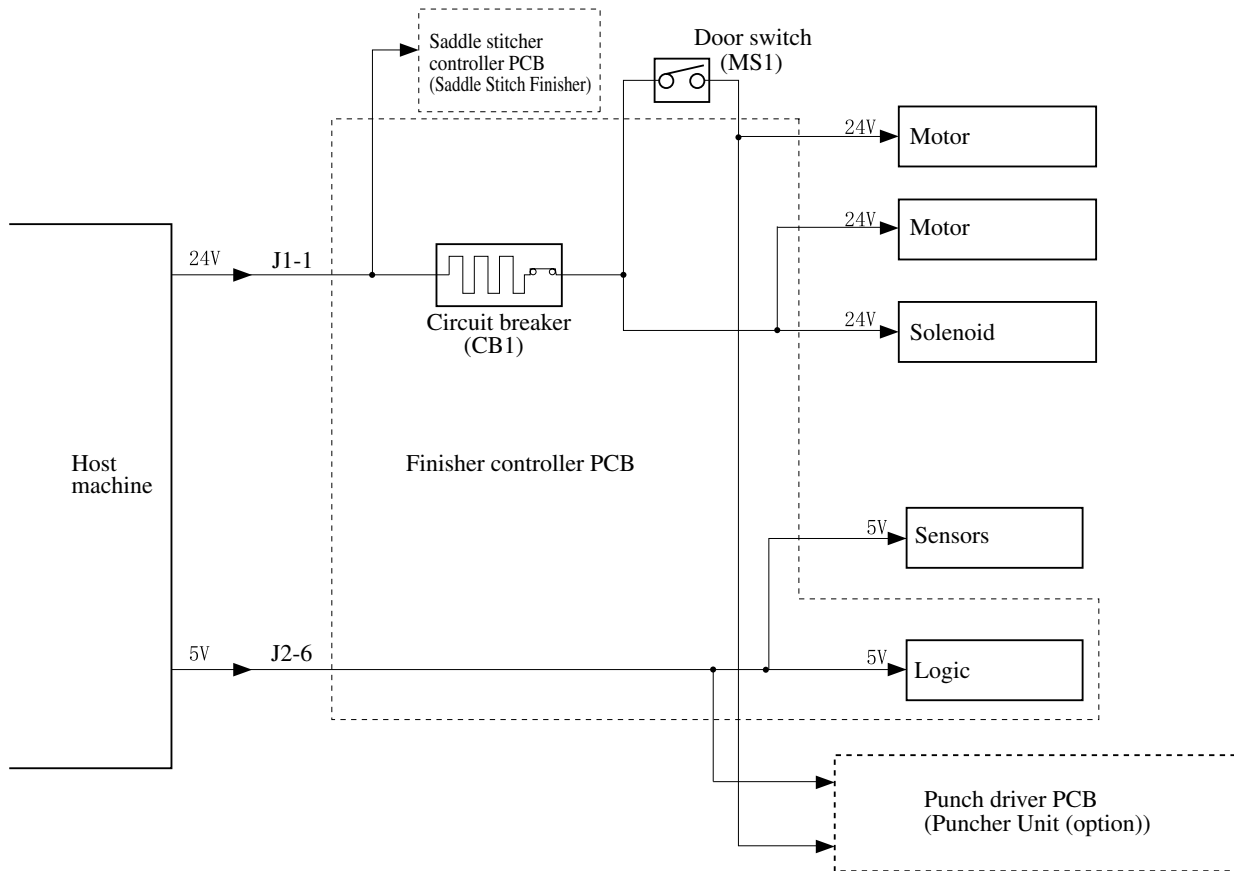 Saddle stitcher
controller PCB
(Saddle Stitch Finisher)
Door switch
(MS1)
24V
Motor
24V
Motor
24V
J1-1
Circuit breaker
(CB1)
24V
Solenoid
Host
machine
Finisher controller PCB
5V
Sensors
5V
J2-6
5V
Logic
Punch driver PCB
(Puncher Unit (option))